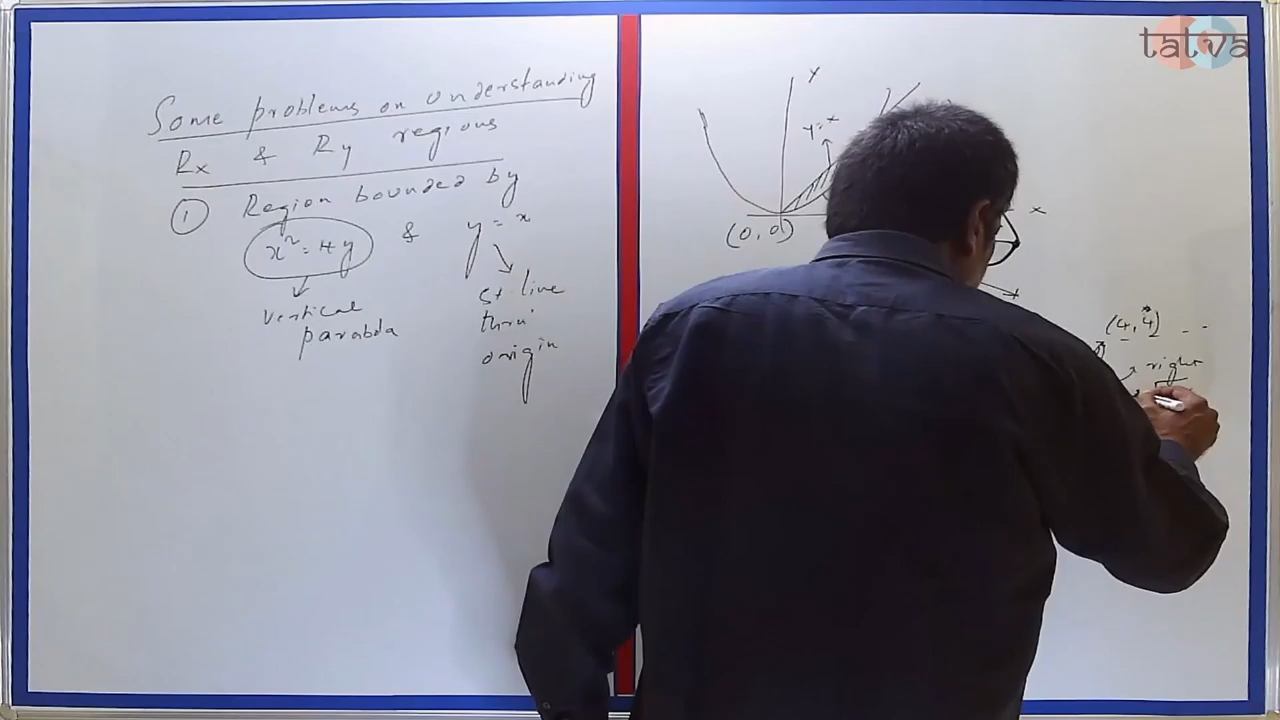 Some problems on understanding
Rx & Ry regions
① Region bounded by
x² = 4y & y = x
vertical parabola
st. line thru' origin
y
y = x
x
(0, 0)
(4, 4) - -
right
tatva